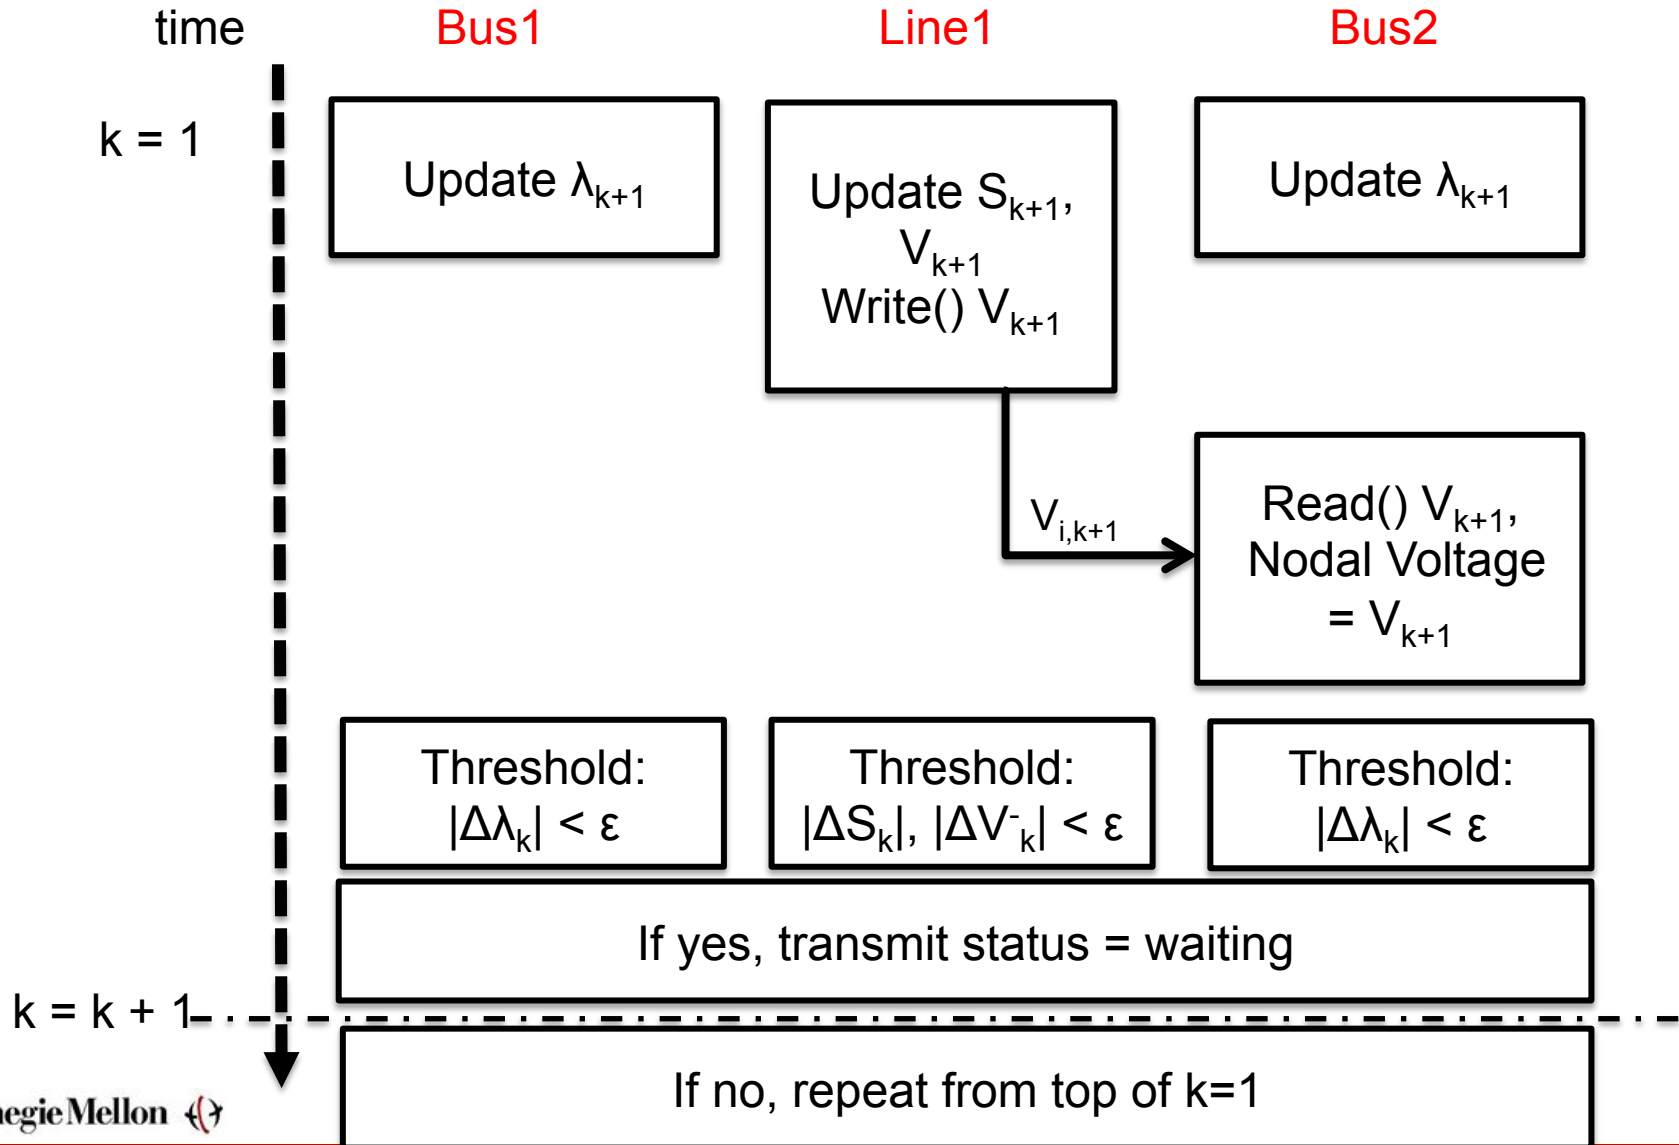 time
Bus1
Line1
Bus2
k = 1
Update λk+1
Update Sk+1,
Vk+1
Write() Vk+1
Update λk+1
Vi,k+1
Read() Vk+1,
Nodal Voltage
= Vk+1
Threshold:
|Δλk| < ε
Threshold:
|ΔSk|, |ΔV-k| < ε
Threshold:
|Δλk| < ε
If yes, transmit status = waiting
k = k + 1
If no, repeat from top of k=1
negie Mellon